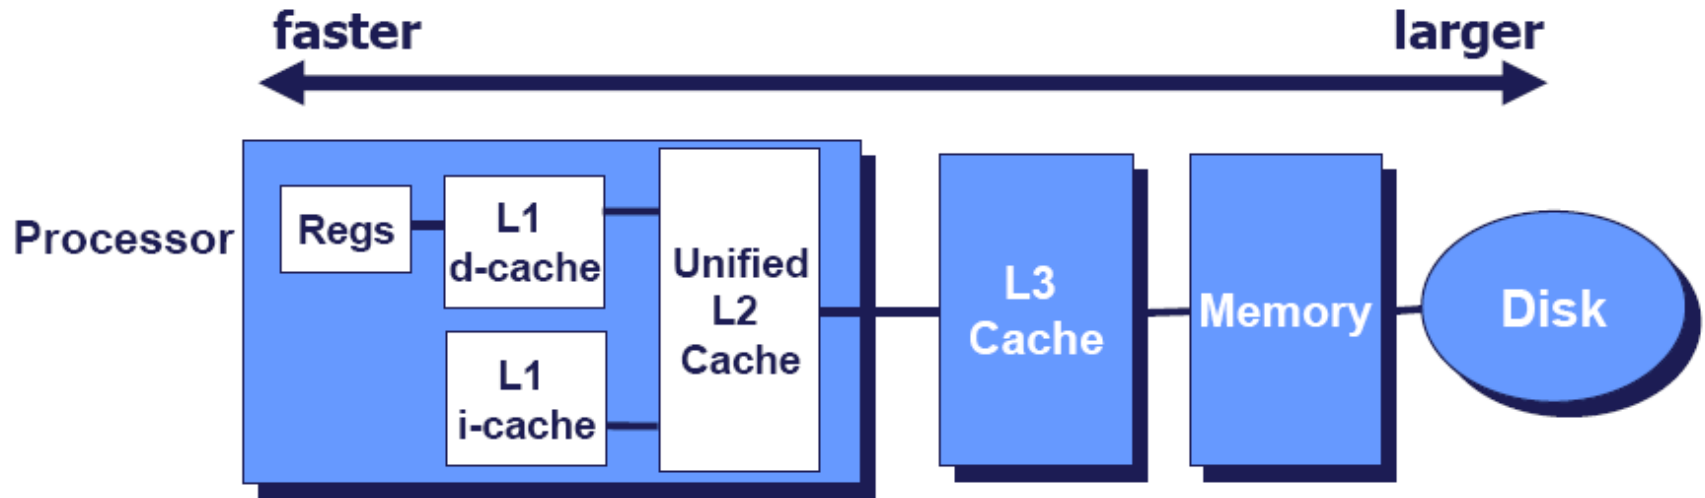 faster
larger
Processor
Regs
L1
d-cache
L1
i-cache
Unified
L2
Cache
L3
Cache
Memory
Disk